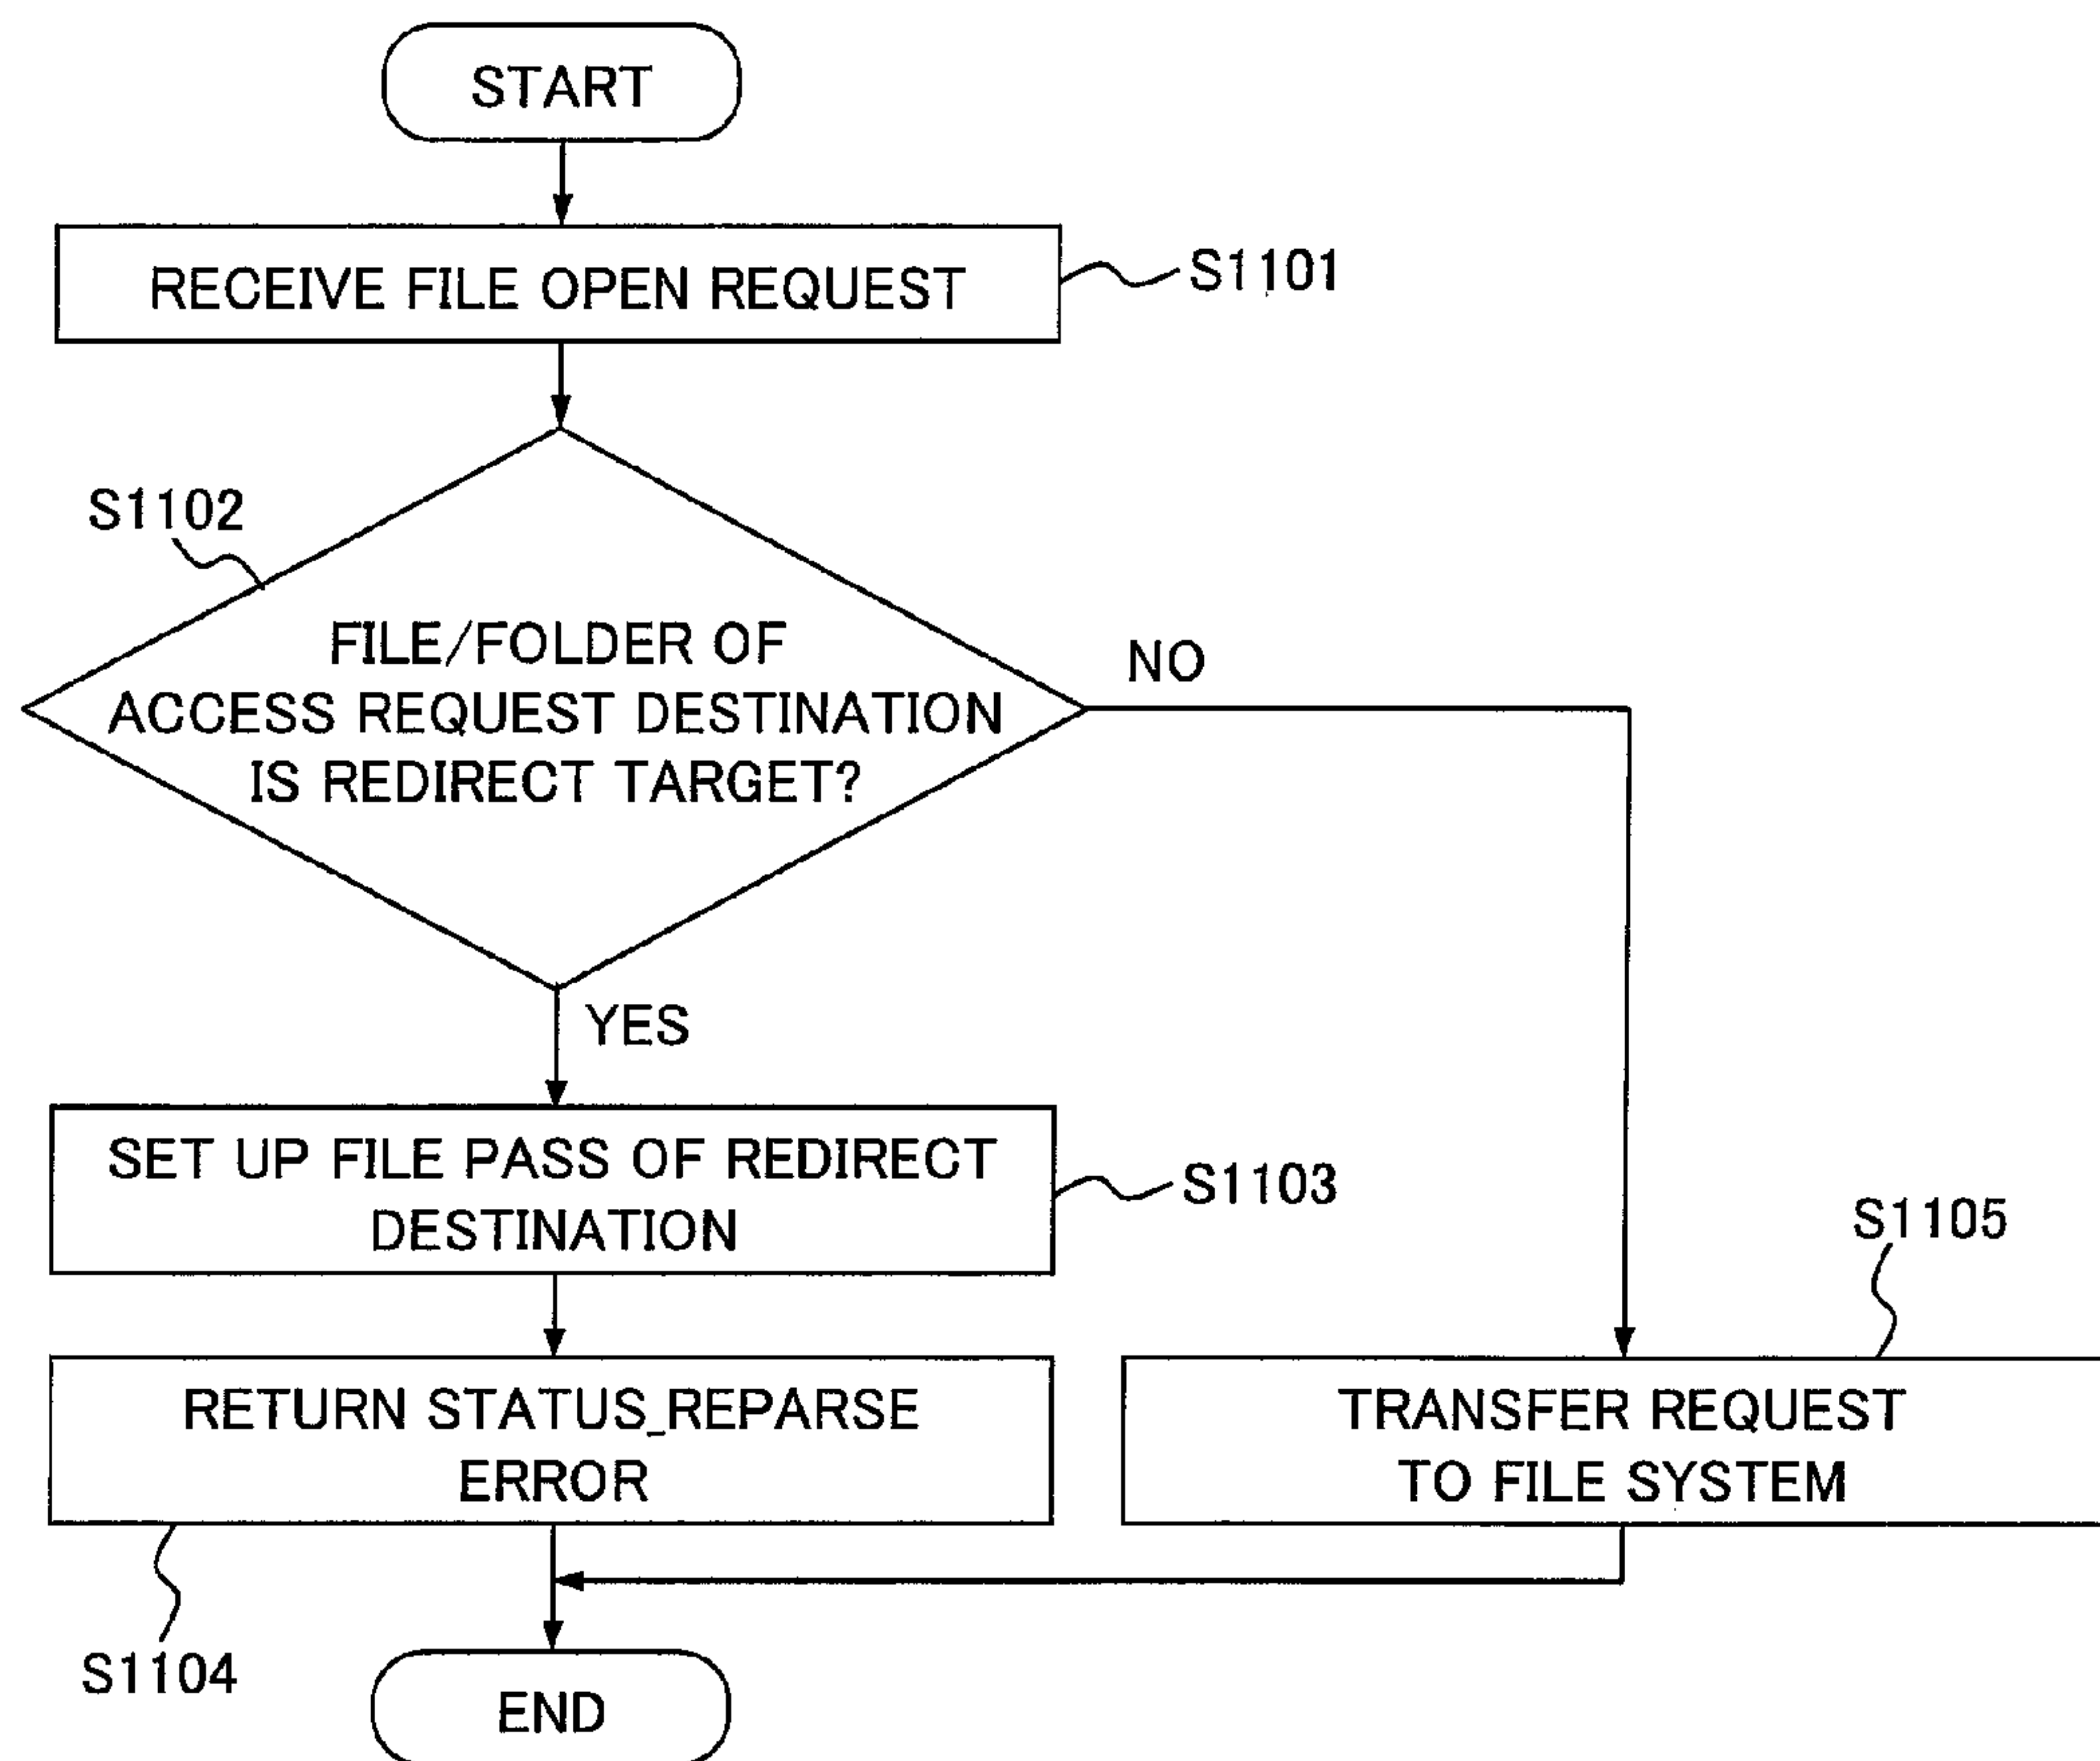 START
RECEIVE FILE OPEN REQUEST
S1101
S1102
FILE/FOLDER OF
ACCESS REQUEST DESTINATION
IS REDIRECT TARGET?
NO
YES
SET UP FILE PASS OF REDIRECT
DESTINATION
S1103
S1105
RETURN STATUS_REPARSE
ERROR
TRANSFER REQUEST
TO FILE SYSTEM
S1104
END